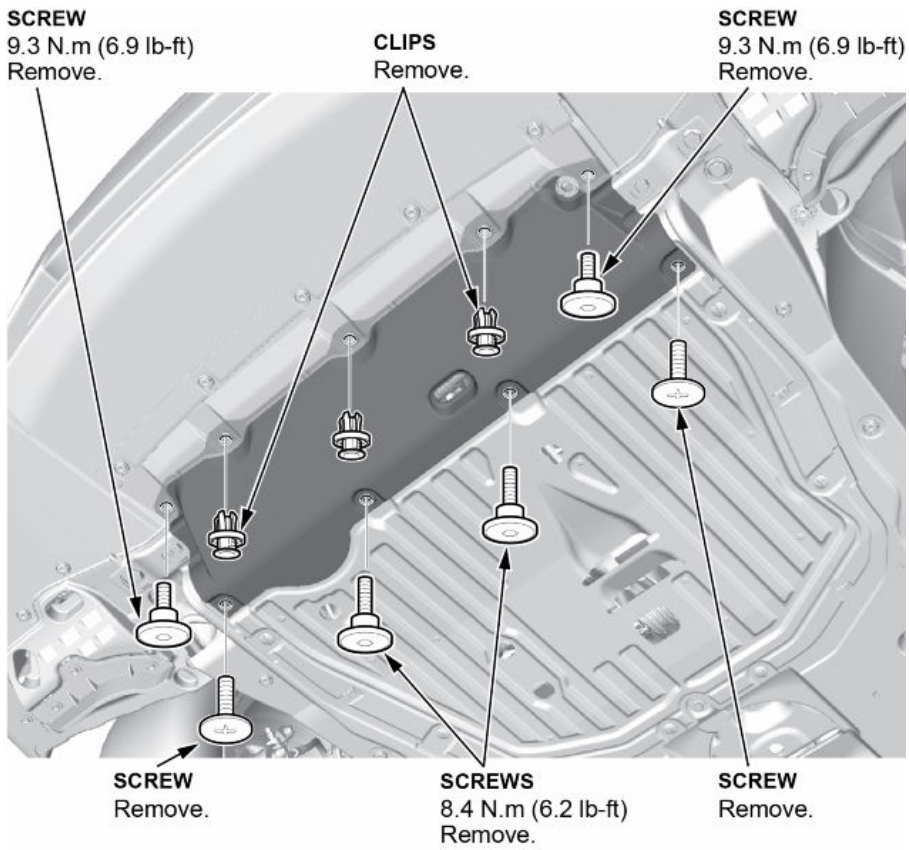 SCREW
9.3 N.m (6.9 lb-ft)
Remove.
CLIPS
Remove.
SCREW
9.3 N.m (6.9 lb-ft)
Remove.
SCREW
Remove.
SCREWS
8.4 N.m (6.2 lb-ft)
Remove.
SCREW
Remove.